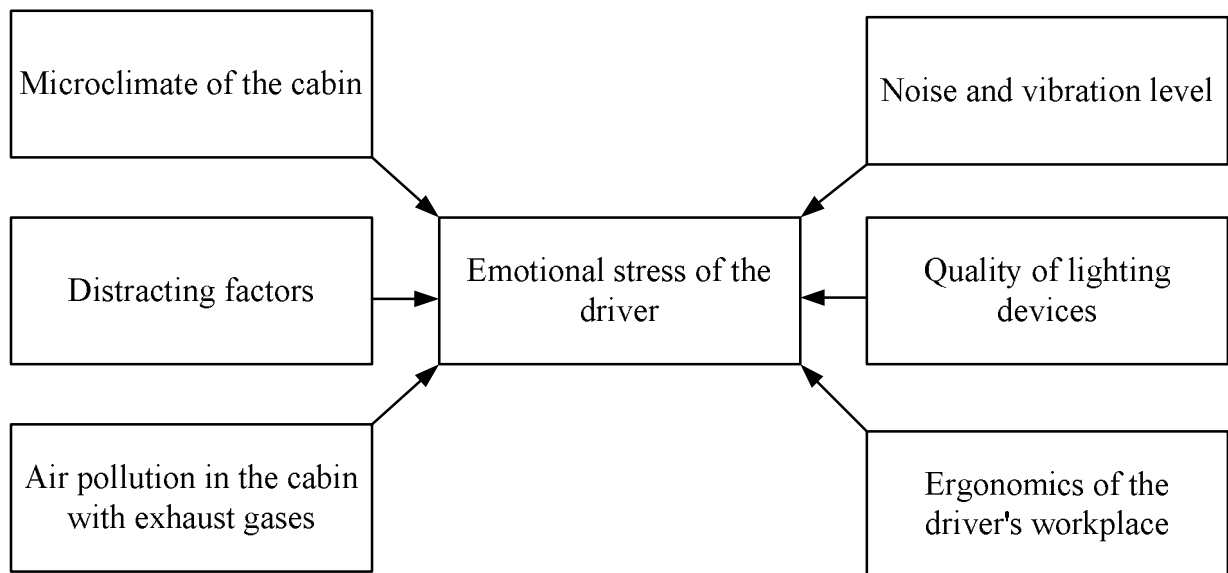 Microclimate of the cabin
Noise and vibration level
Distracting factors
Emotional stress of the
driver
Quality of lighting
devices
Air pollution in the cabin
with exhaust gases
Ergonomics of the
driver's workplace